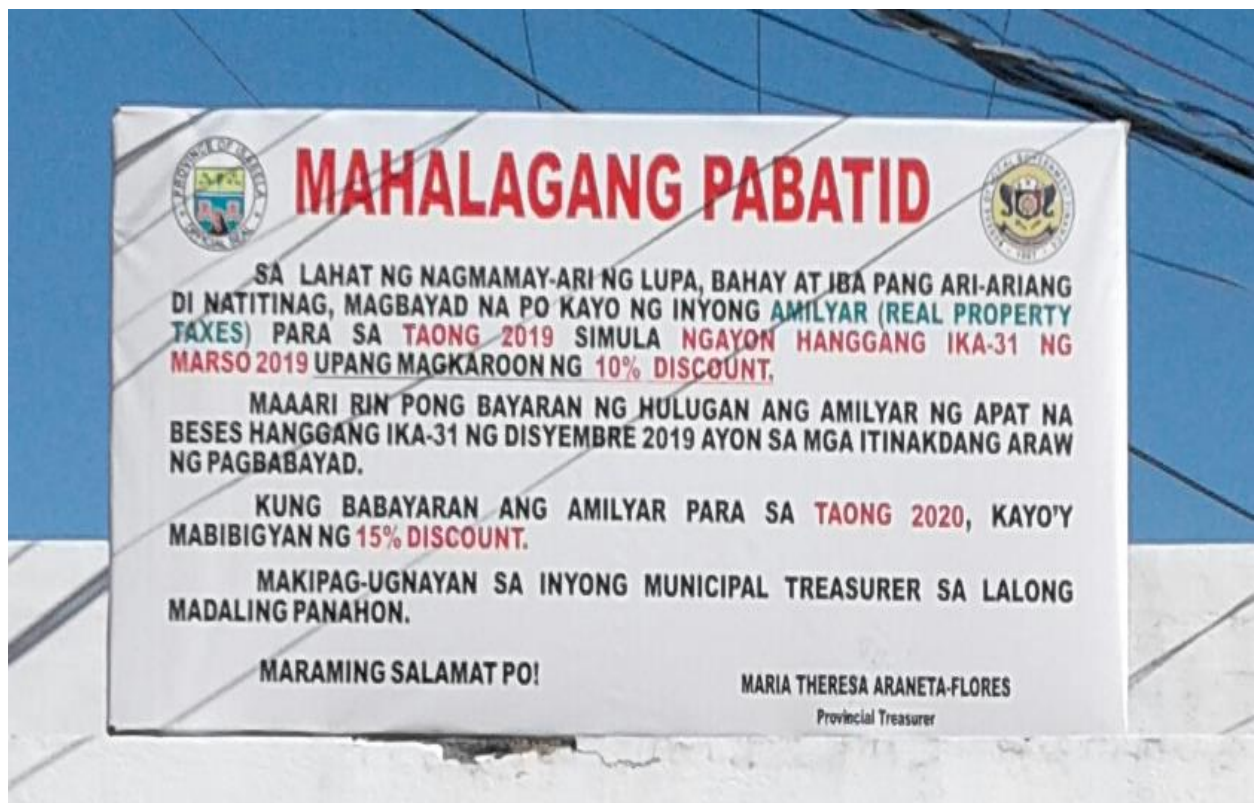 MAHALAGANG PABATID
PROVINCE OF ISABELA
OFFICIAL SEAL
SA LAHAT NG NAGMAMAY-ARI NG LUPA, BAHAY AT IBA PANG ARI-ARIANG
DI NATITINAG, MAGBAYAD NA PO KAYO NG INYONG AMILYAR (REAL PROPERTY
TAXES) PARA SA TAONG 2019 SIMULA NGAYON HANGGANG IKA-31 NG
MARSO 2019 UPANG MAGKAROON NG 10% DISCOUNT.
MAAARI RIN PONG BAYARAN NG HULUGAN ANG AMILYAR NG APAT NA
BESES HANGGANG IKA-31 NG DISYEMBRE 2019 AYON SA MGA ITINAKDANG ARAW
NG PAGBABAYAD.
KUNG BABAYARAN ANG AMILYAR PARA SA TAONG 2020, KAYO'Y
MABIBIGYAN NG 15% DISCOUNT.
MAKIPAG-UGNAYAN SA INYONG MUNICIPAL TREASURER SA LALONG
MADALING PANAHON.
MARAMING SALAMAT PO!
MARIA THERESA ARANETA-FLORES
Provincial Treasurer